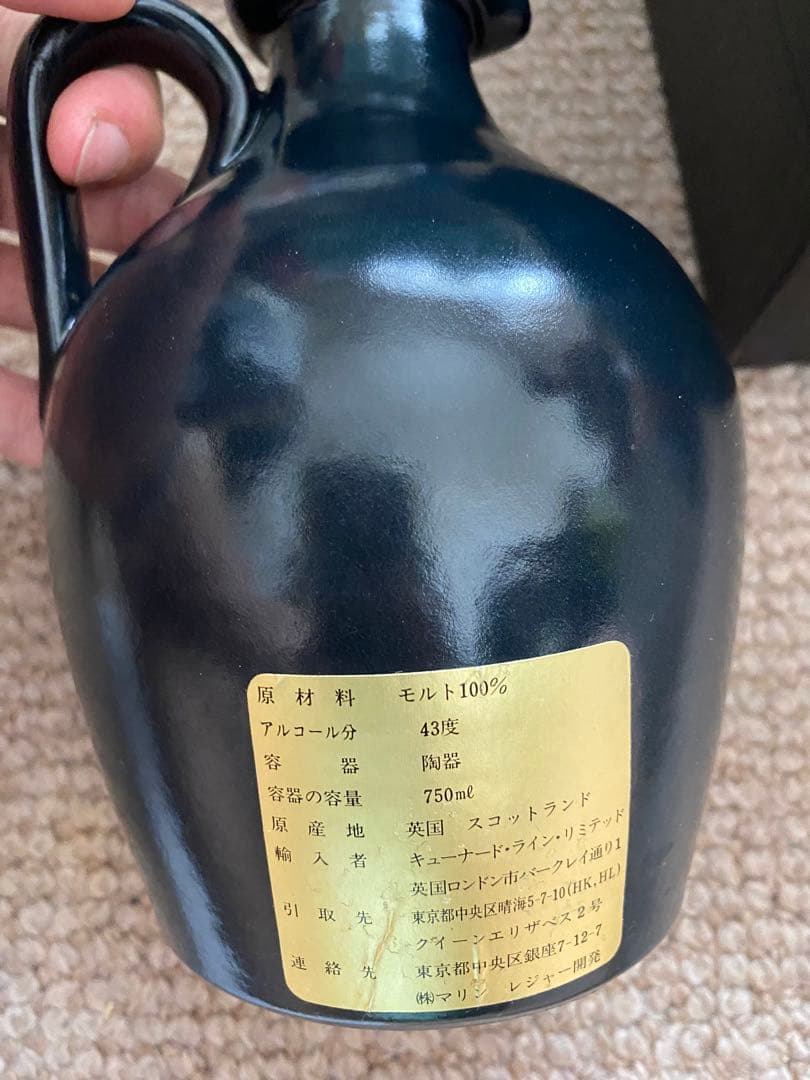 原材料 モルト100%
アルコール分 43度
容器 陶器
容器の容量 750mℓ
原産地 英国 スコットランド
輸入者 キューナード・ライン・リミテッド
英国ロンドン市バークレイ通り1
引取先 東京都中央区晴海5-7-10(HK,HL)
クイーンエリザベス2号
連絡先 東京都中央区銀座7-12-7
㈱マリン レジャー開発